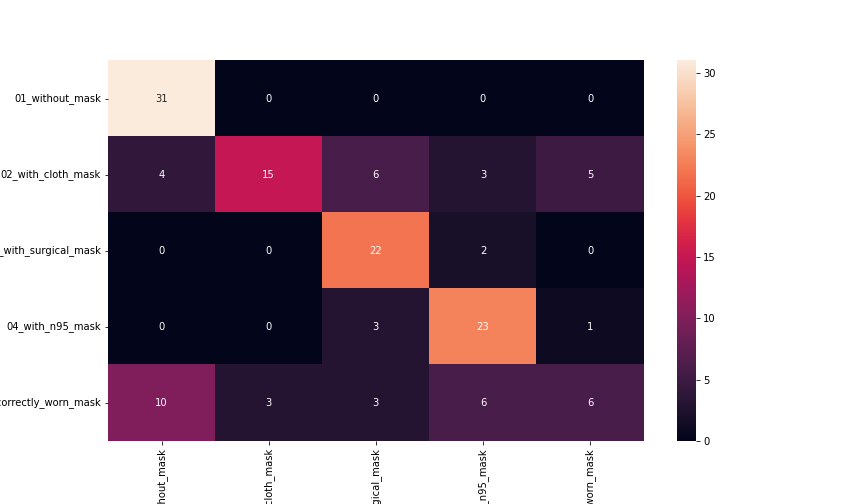 01_without_mask 31 0 0 0 0
02_with_cloth_mask 4 15 6 3 5
_with_surgical_mask 0 0 22 2 0
04_with_n95_mask 0 0 3 23 1
correctly_worn_mask 10 3 3 6 6
hout_mask
cloth_mask
gical_mask
n95_mask
worn_mask
30
25
20
15
10
5
0